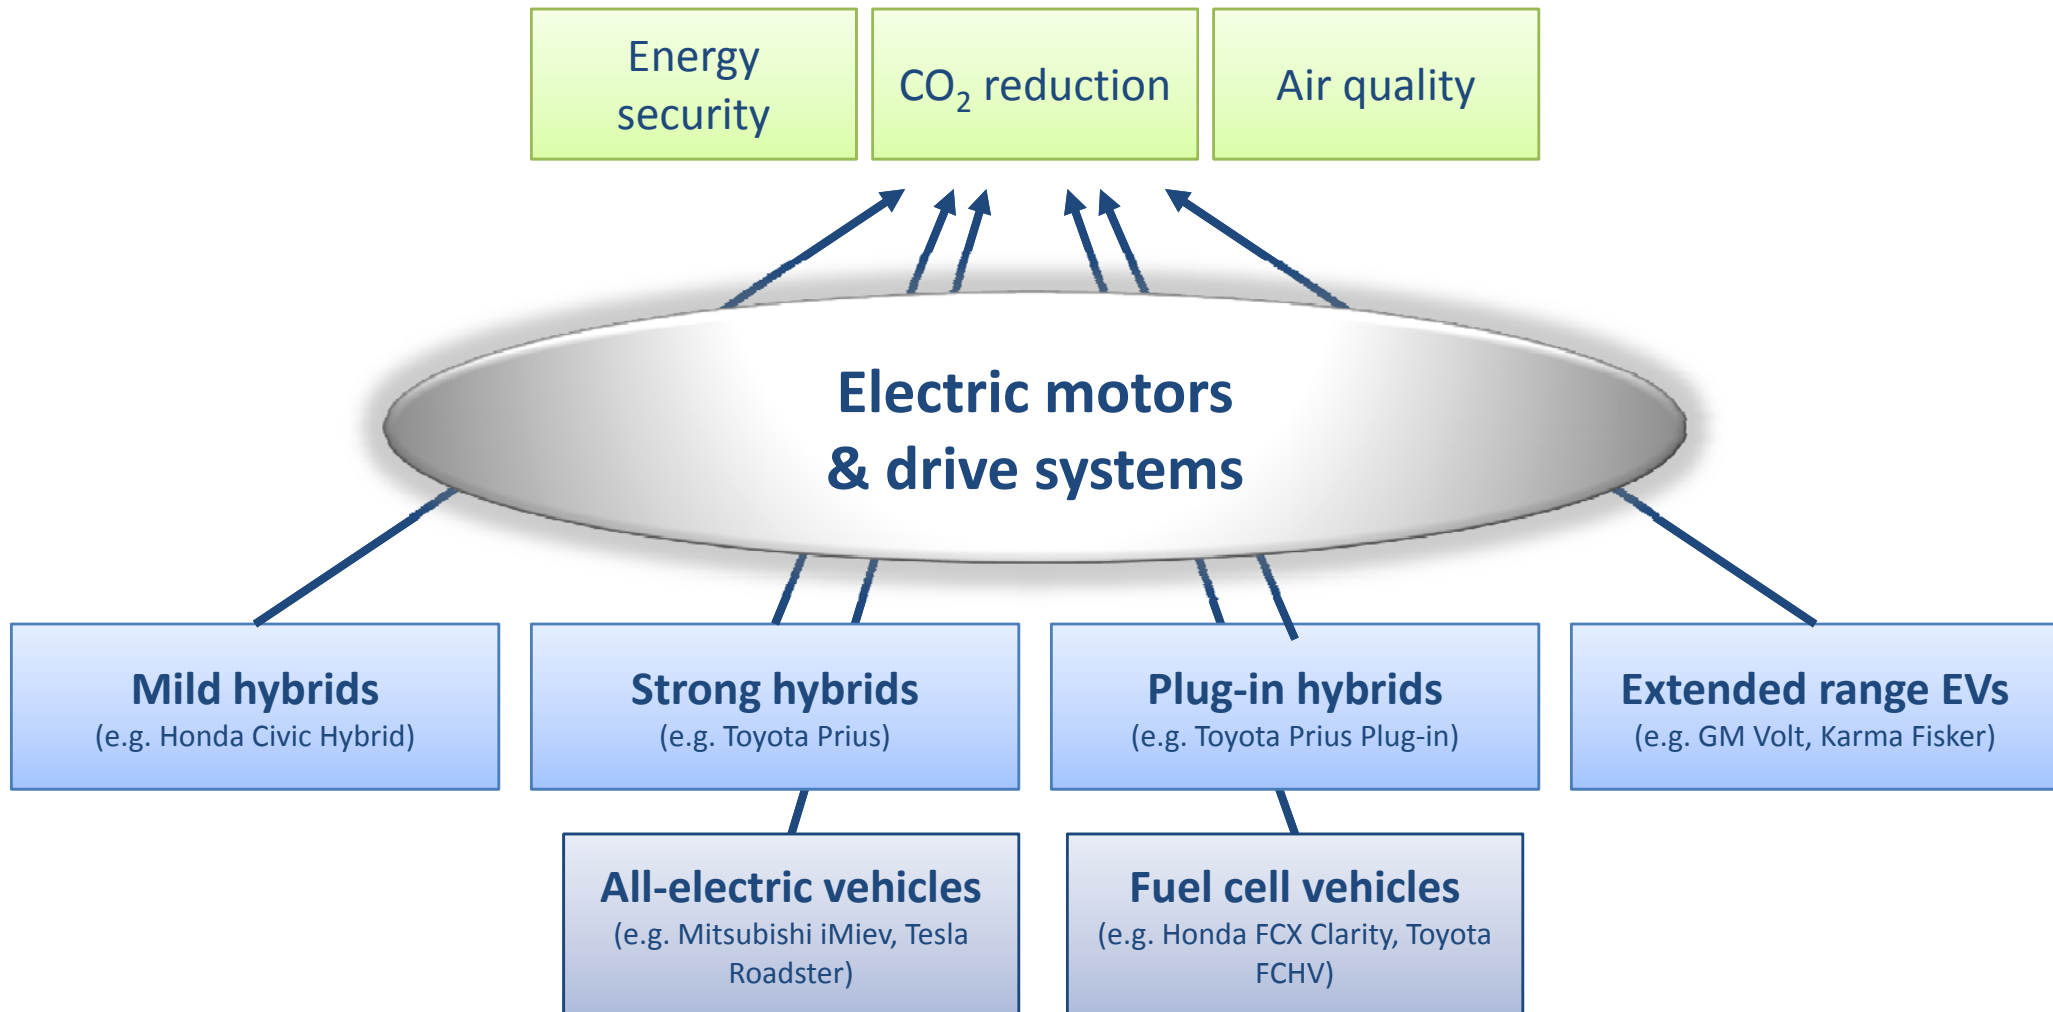 Energy
security
CO₂ reduction
Air quality
Electric motors
& drive systems
Mild hybrids
(e.g. Honda Civic Hybrid)
Strong hybrids
(e.g. Toyota Prius)
Plug-in hybrids
(e.g. Toyota Prius Plug-in)
Extended range EVs
(e.g. GM Volt, Karma Fisker)
All-electric vehicles
(e.g. Mitsubishi iMiev, Tesla
Roadster)
Fuel cell vehicles
(e.g. Honda FCX Clarity, Toyota
FCHV)